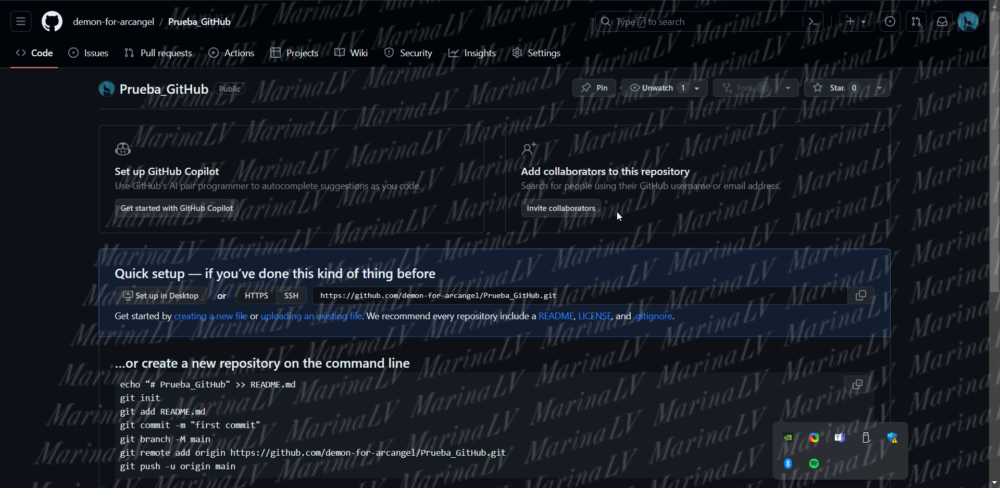 demon-for-arcangel / Prueba_GitHub
Type / to search
Code Issues Pull requests Actions Projects Wiki Security Insights Settings
Prueba_GitHub Public
Pin Unwatch 1 Fork 0 Star 0
Set up GitHub Copilot
Use GitHub's AI pair programmer to autocomplete suggestions as you code.
Get started with GitHub Copilot
Add collaborators to this repository
Search for people using their GitHub username or email address.
Invite collaborators
Quick setup — if you’ve done this kind of thing before
Set up in Desktop or HTTPS SSH https://github.com/demon-for-arcangel/Prueba_GitHub.git
Get started by creating a new file or uploading an existing file. We recommend every repository include a README, LICENSE, and .gitignore.
…or create a new repository on the command line
echo "# Prueba_GitHub" >> README.md
git init
git add README.md
git commit -m "first commit"
git branch -M main
git remote add origin https://github.com/demon-for-arcangel/Prueba_GitHub.git
git push -u origin main
MarinaLV